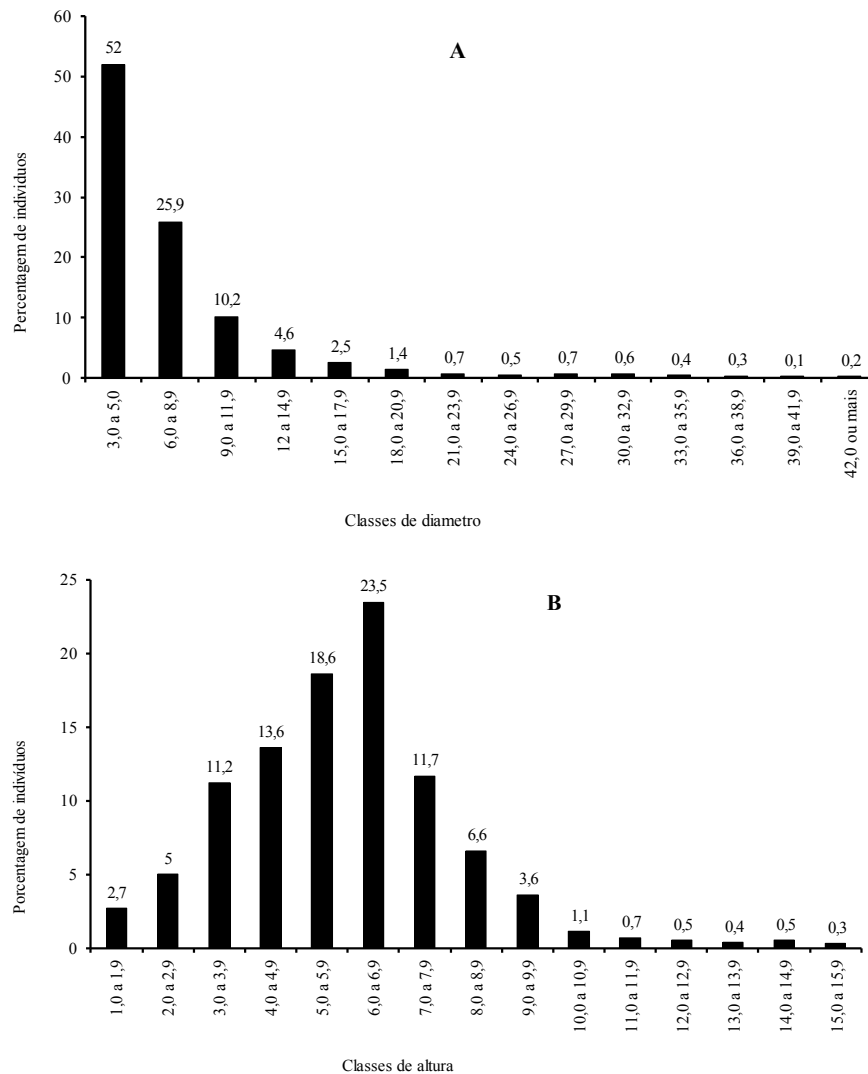 A
60
50
40
30
20
10
0
52
25,9
10,2
4,6
2,5
1,4
0,7
0,5
0,7
0,6
0,4
0,3
0,1
0,2
Percentagem de individuos
3,0 a 5,0
6,0 a 8,9
9,0 a 11,9
12 a 14,9
15,0 a 17,9
18,0 a 20,9
21,0 a 23,9
24,0 a 26,9
27,0 a 29,9
30,0 a 32,9
33,0 a 35,9
36,0 a 38,9
39,0 a 41,9
42,0 ou mais
Classes de diametro
B
25
20
15
10
5
0
2,7
5
11,2
13,6
18,6
23,5
11,7
6,6
3,6
1,1
0,7
0,5
0,4
0,5
0,3
Porcentagem de indivíduos
1,0 a 1,9
2,0 a 2,9
3,0 a 3,9
4,0 a 4,9
5,0 a 5,9
6,0 a 6,9
7,0 a 7,9
8,0 a 8,9
9,0 a 9,9
10,0 a 10,9
11,0 a 11,9
12,0 a 12,9
13,0 a 13,9
14,0 a 14,9
15,0 a 15,9
Classes de altura